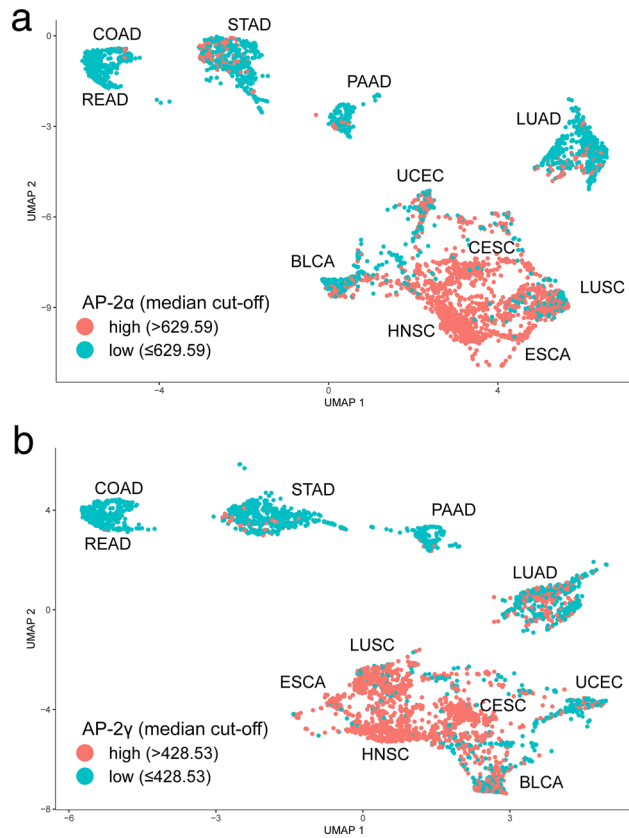 a
COAD
READ
STAD
PAAD
LUAD
UCEC
BLCA
CESC
LUSC
HNSC
ESCA
AP-2α (median cut-off)
high (>629.59)
low (≤629.59)
0
−3
−6
−9
UMAP 2
−4
0
4
UMAP 1
b
COAD
READ
STAD
PAAD
LUAD
LUSC
ESCA
UCEC
CESC
HNSC
BLCA
AP-2γ (median cut-off)
high (>428.53)
low (≤428.53)
4
0
−4
−8
UMAP 2
−6
−3
0
3
UMAP 1